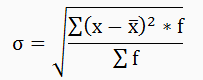 σ = √(∑(x − x̄)² * f / ∑ f)